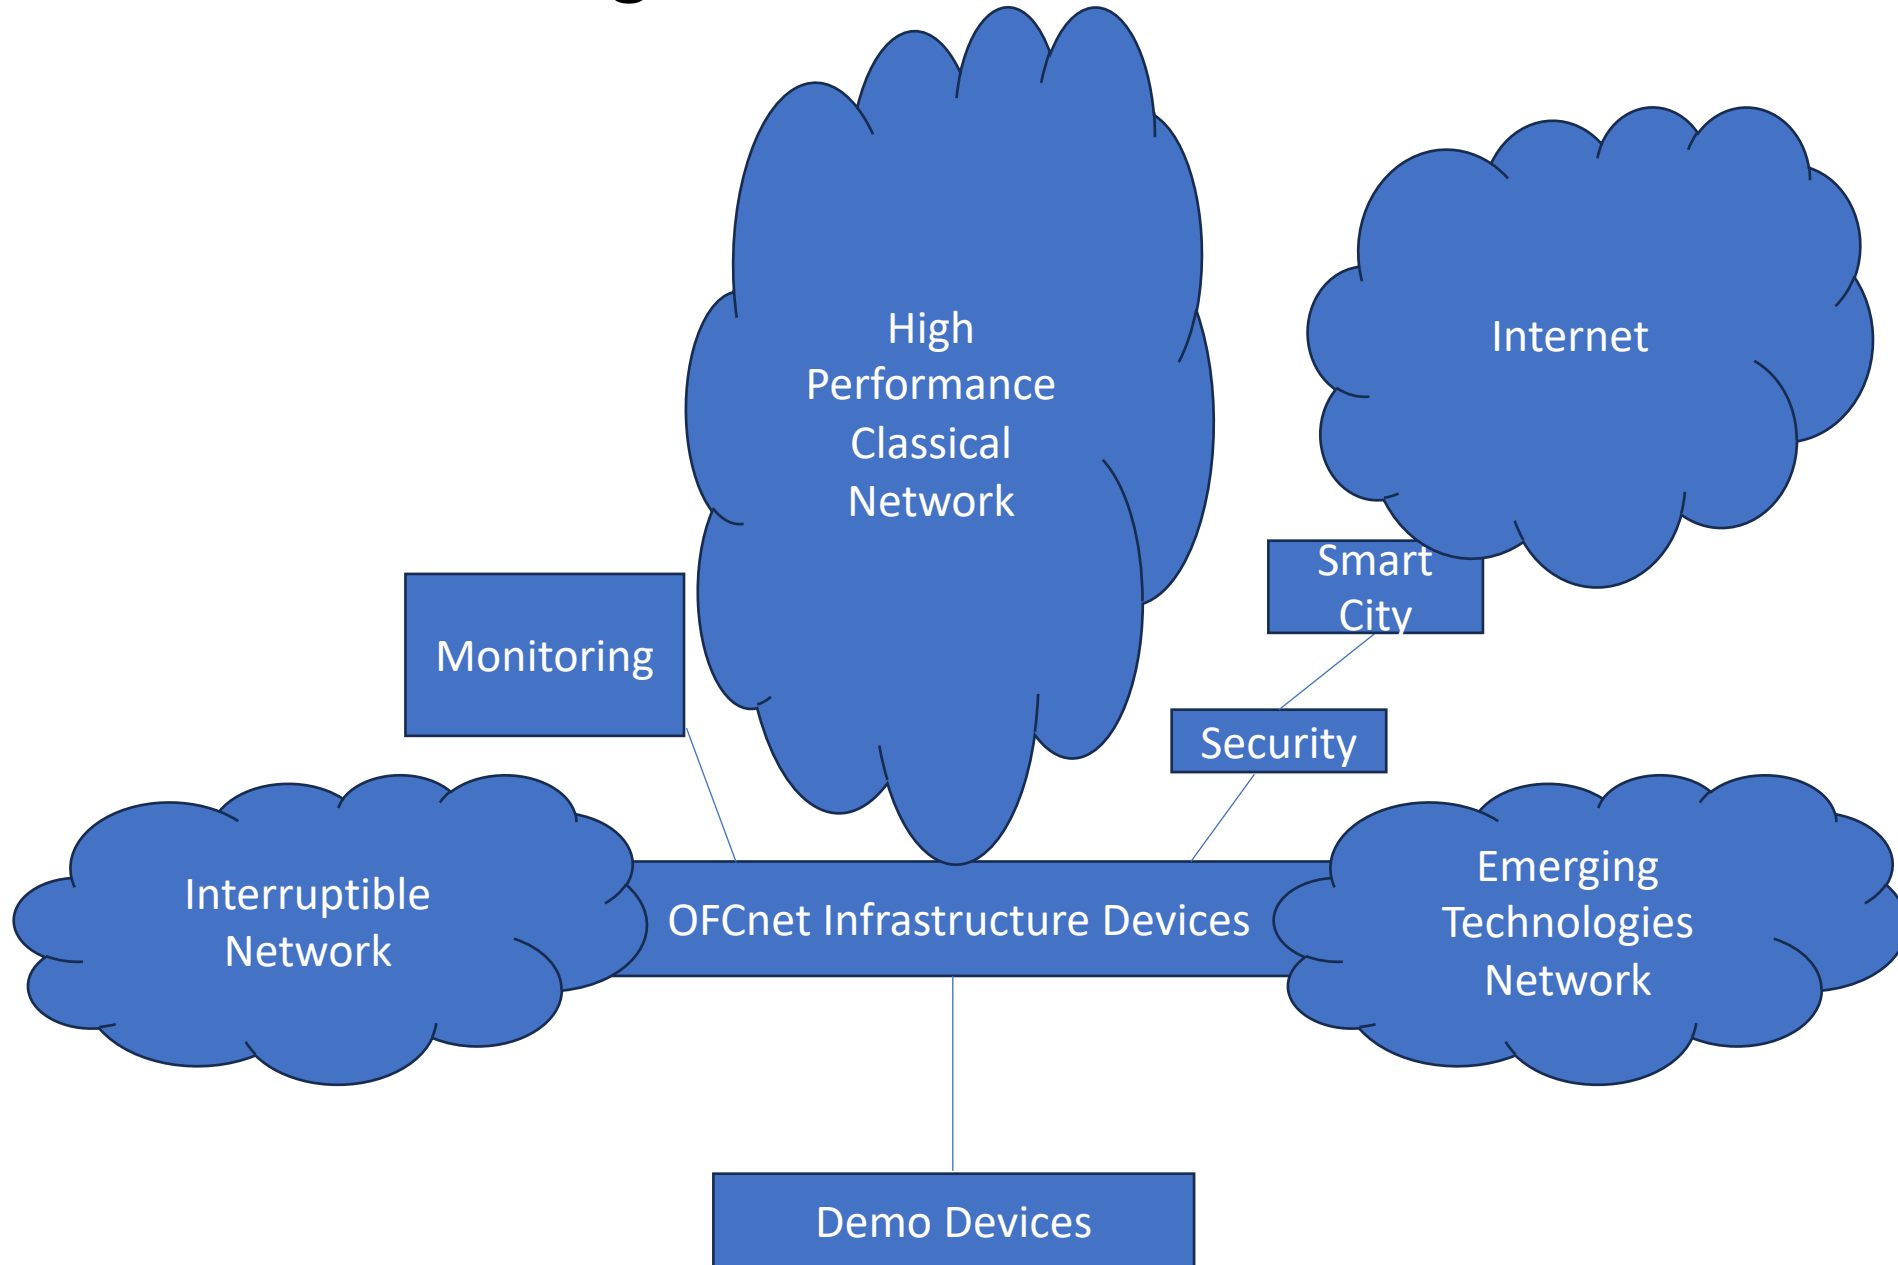 High
Performance
Classical
Network
Internet
Smart
City
Monitoring
Security
Interruptible
Network
OFCnet Infrastructure Devices
Emerging
Technologies
Network
Demo Devices